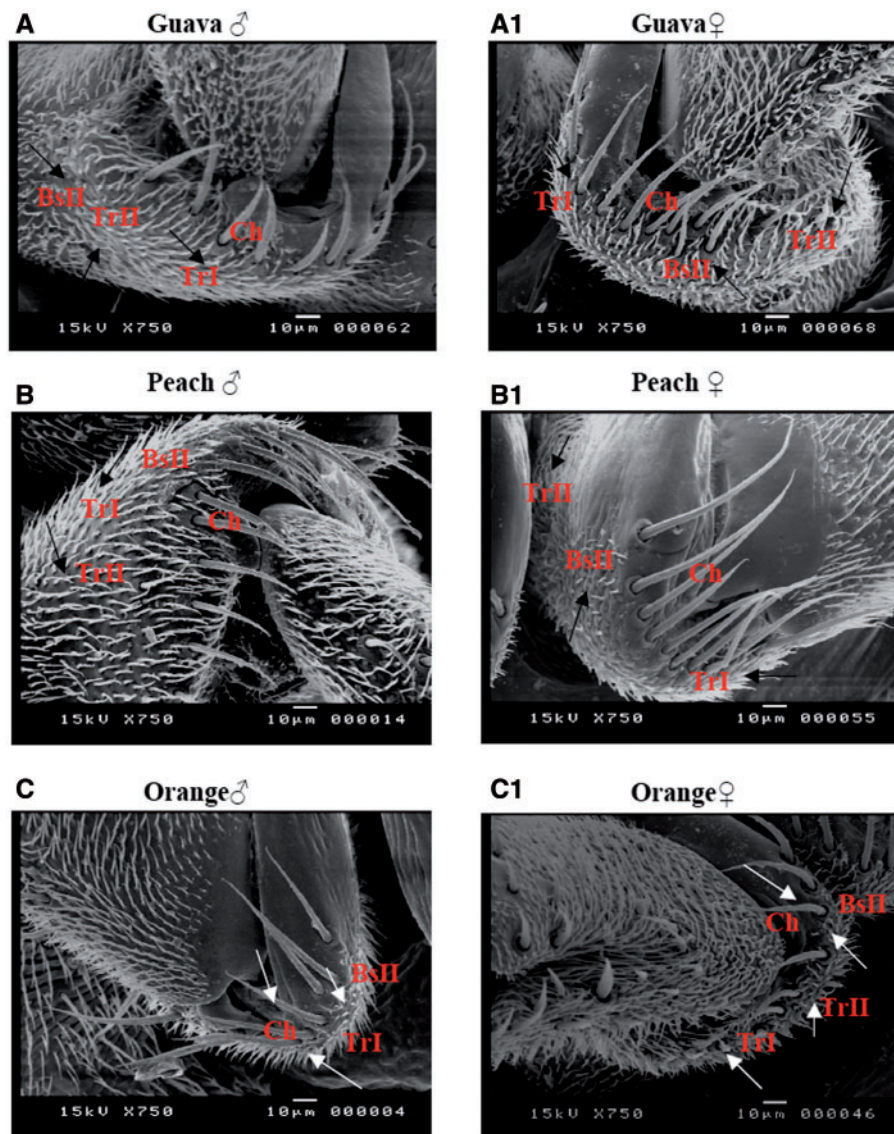 A Guava ♂
BsII
TrII
Ch
TrI
15kV X750 10µm 000062
A1 Guava♀
TrI
Ch
TrII
BsII
15kV X750 10µm 000068
B Peach ♂
BsII
TrI
Ch
TrII
15kV X750 10µm 000014
B1 Peach ♀
TrII
BsII
Ch
TrI
15kV X750 10µm 000055
C Orange♂
BsII
Ch
TrI
15kV X750 10µm 000004
C1 Orange♀
BsII
Ch
TrII
TrI
15kV X750 10µm 000046